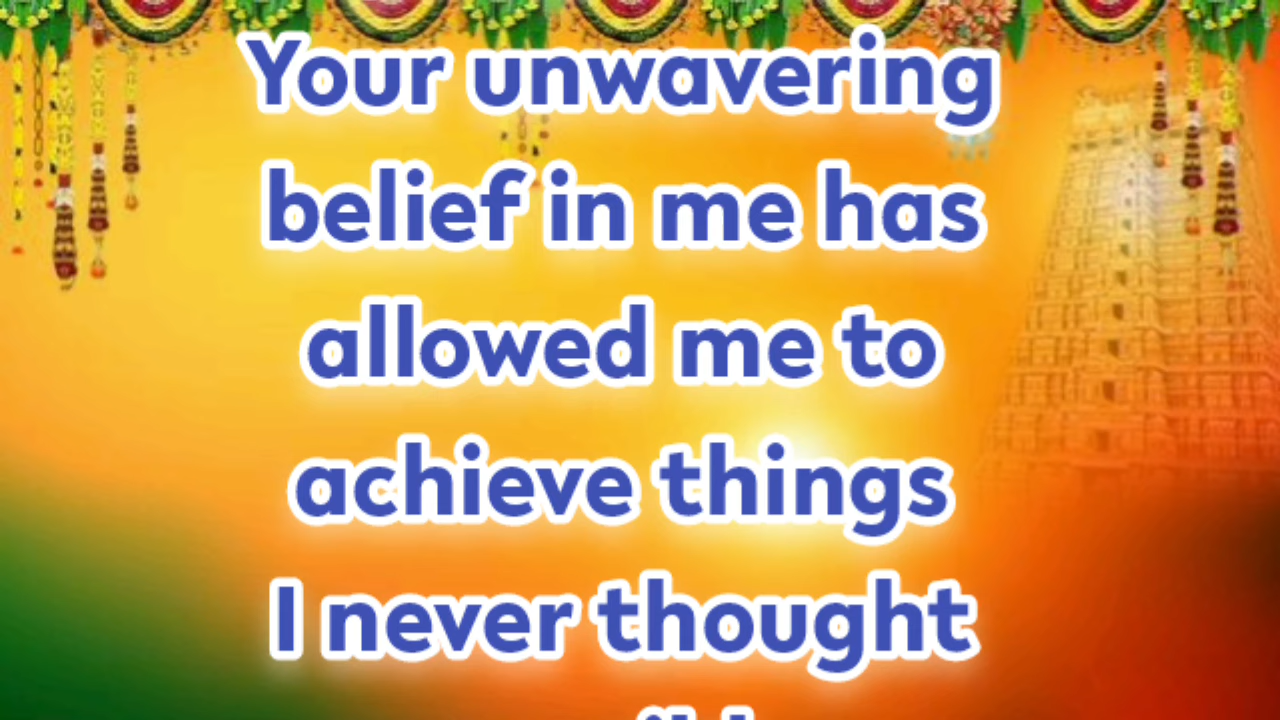 Your unwavering
belief in me has
allowed me to
achieve things
I never thought